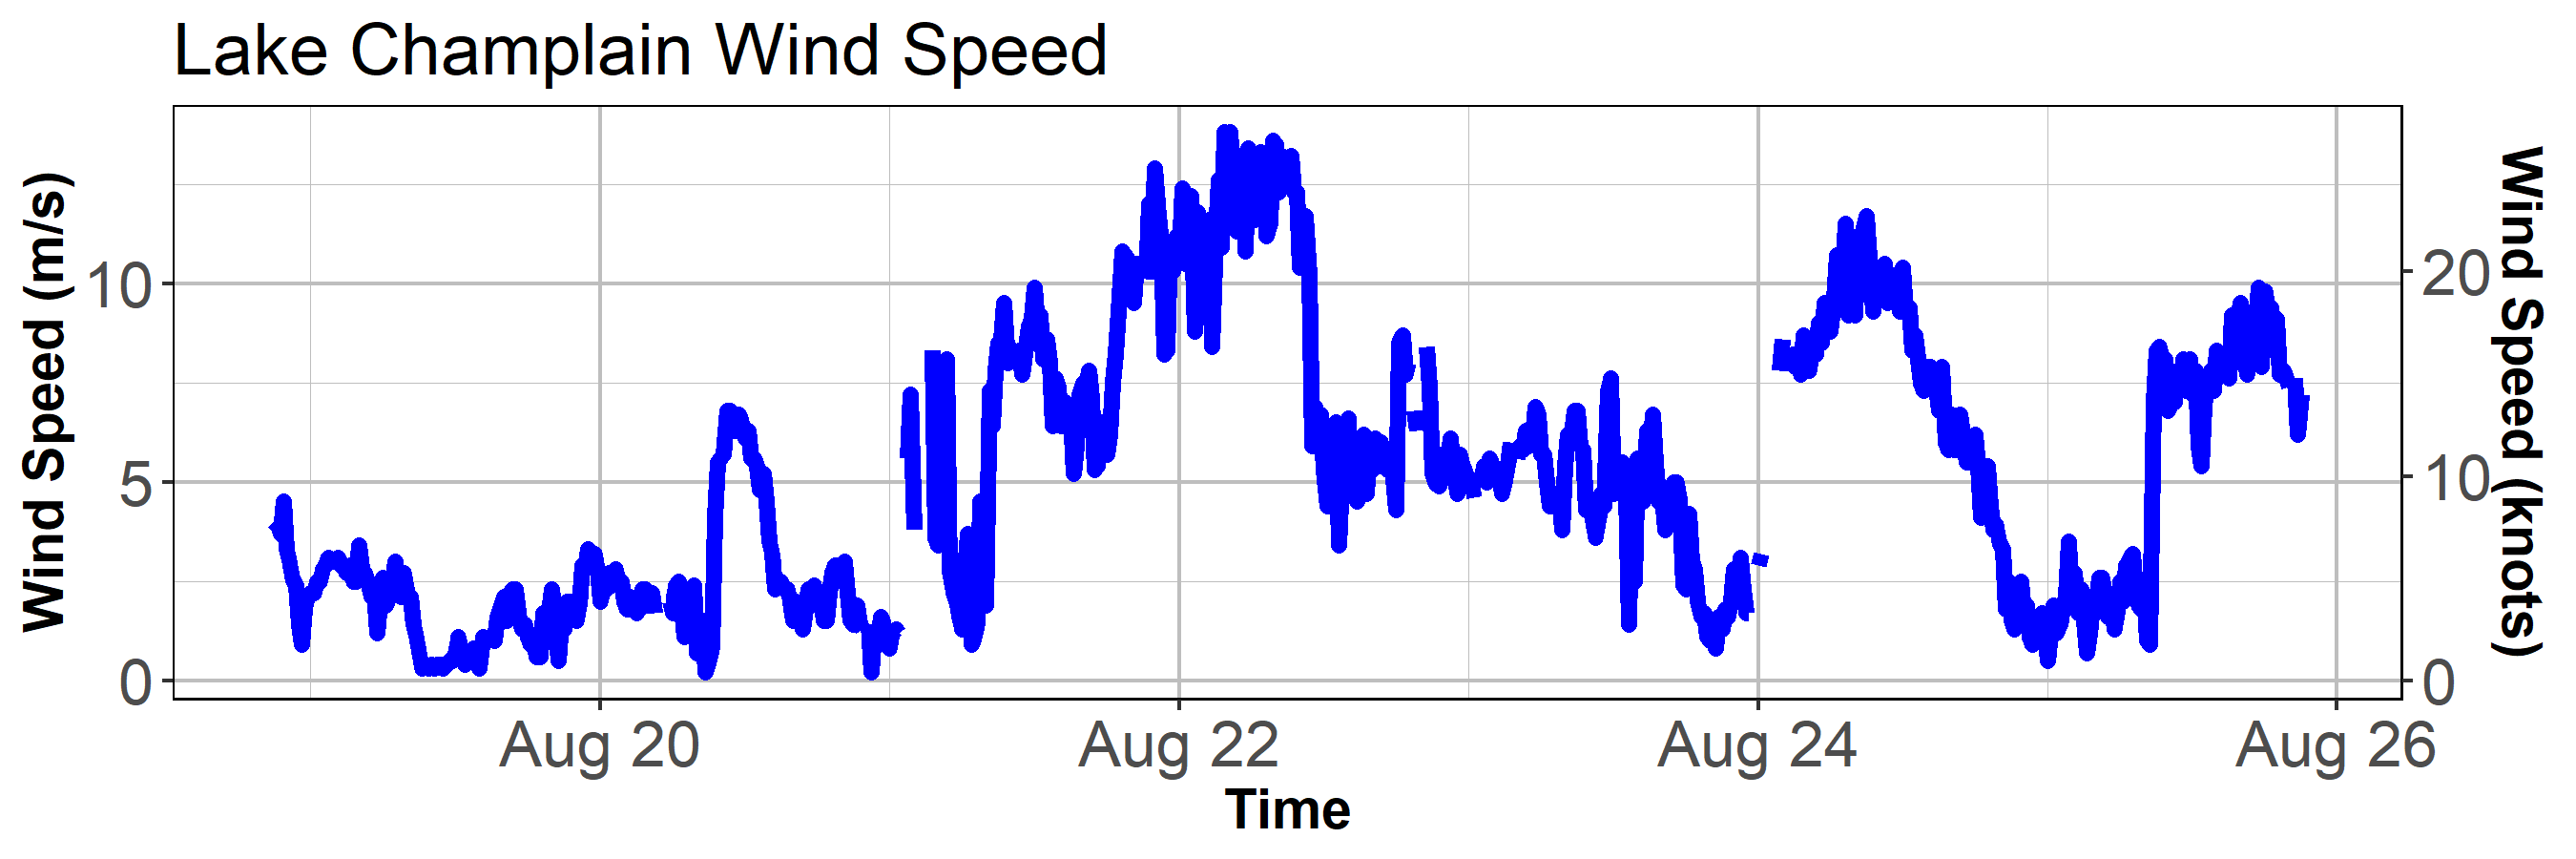 Lake Champlain Wind Speed
Wind Speed (m/s)
10
5
0
20
10
0
Wind Speed (knots)
Aug 20
Aug 22
Aug 24
Aug 26
Time